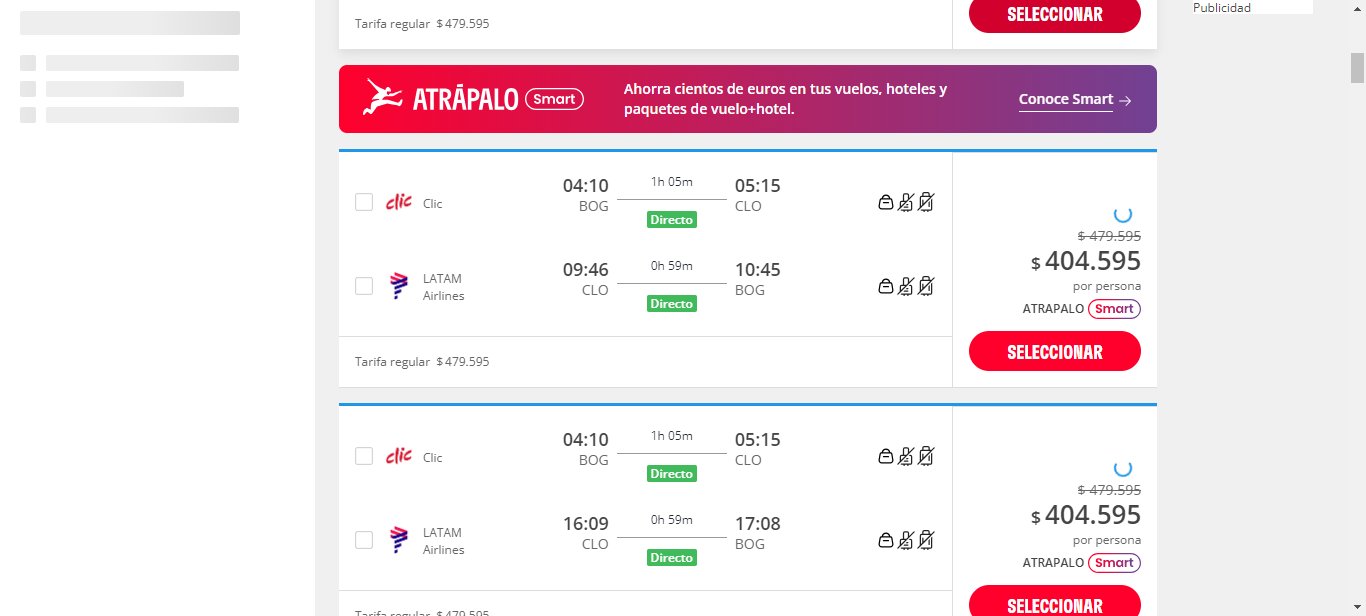 Publicidad
Tarifa regular $ 479.595
SELECCIONAR
ATRÁPALO Smart
Ahorra cientos de euros en tus vuelos, hoteles y
paquetes de vuelo+hotel.
Conoce Smart →
clic Clic
04:10 1h 05m 05:15
BOG Directo CLO
LATAM
Airlines
09:46 0h 59m 10:45
CLO Directo BOG
Tarifa regular $ 479.595
$ 479.595
$ 404.595
por persona
ATRAPALO Smart
SELECCIONAR
clic Clic
04:10 1h 05m 05:15
BOG Directo CLO
LATAM
Airlines
16:09 0h 59m 17:08
CLO Directo BOG
Tarifa regular $ 479.595
$ 479.595
$ 404.595
por persona
ATRAPALO Smart
SELECCIONAR